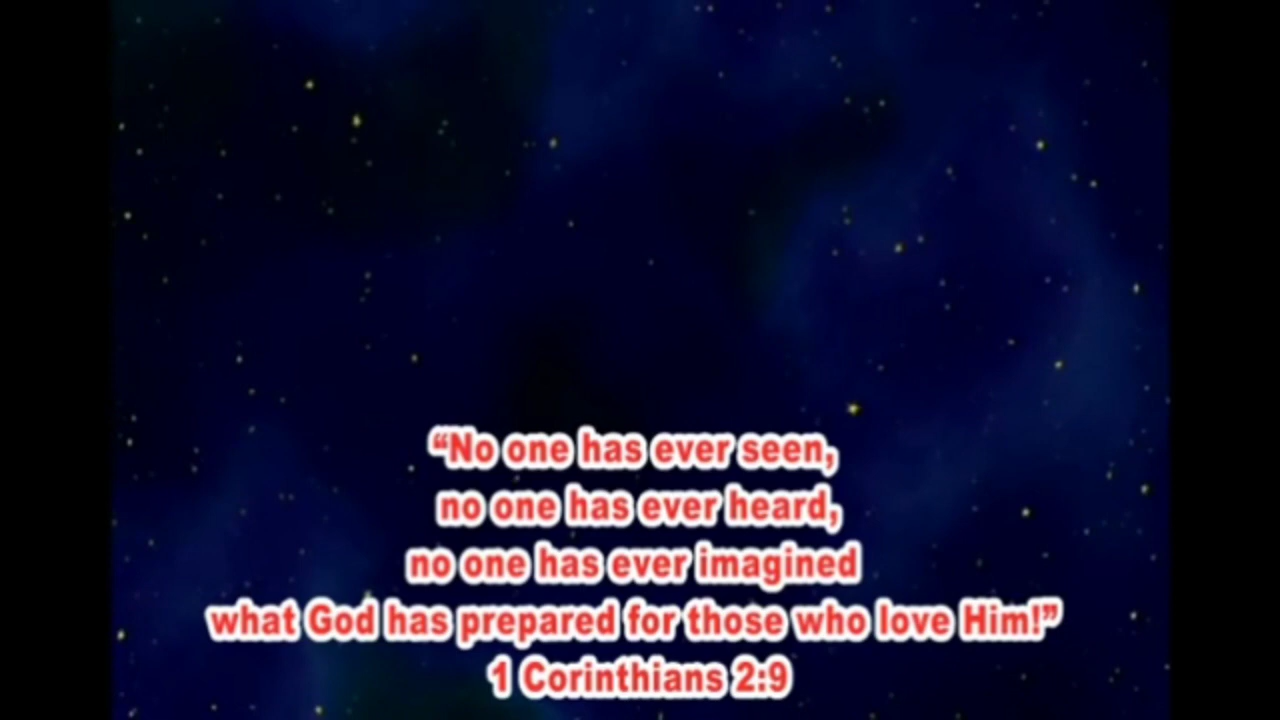 “No one has ever seen,
no one has ever heard,
no one has ever imagined
what God has prepared for those who love Him!”
1 Corinthians 2:9